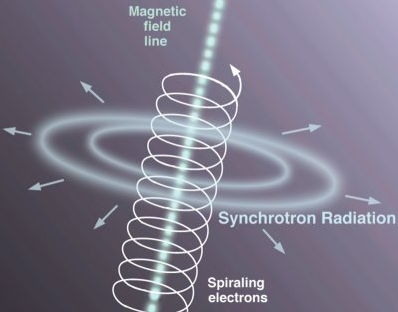 Magnetic
field
line
Synchrotron Radiation
Spiraling
electrons